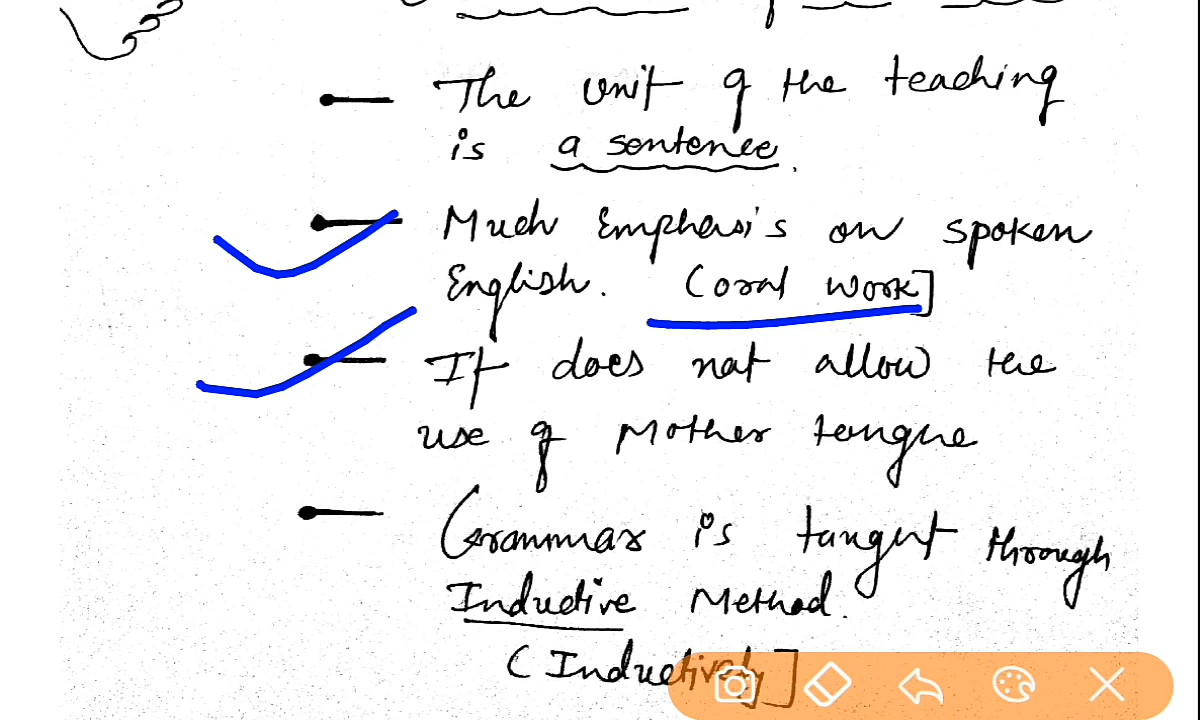 The unit of the teaching
is a sentence.
Much Emphasis on spoken
English. (oral work]
It does not allow the
use of Mother tongue
Grammar is taught through
Inductive Method.
(Inductively]